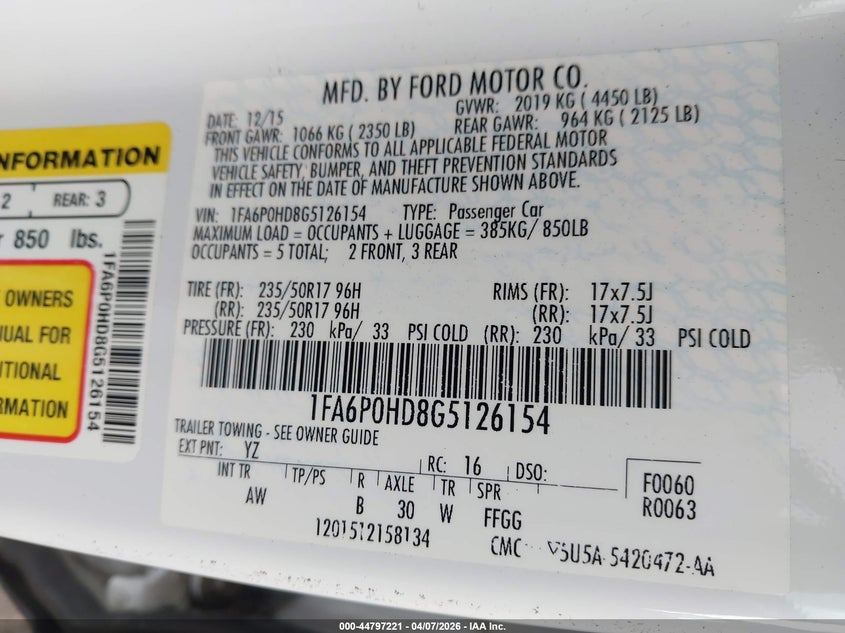 MFD. BY FORD MOTOR CO.
DATE: 12/15
GVWR: 2019 KG ( 4450 LB)
FRONT GAWR: 1066 KG ( 2350 LB)
REAR GAWR: 964 KG ( 2125 LB)
THIS VEHICLE CONFORMS TO ALL APPLICABLE FEDERAL MOTOR
VEHICLE SAFETY, BUMPER, AND THEFT PREVENTION STANDARDS
IN EFFECT ON THE DATE OF MANUFACTURE SHOWN ABOVE.
VIN: 1FA6P0HD8G5126154 TYPE: Passenger Car
MAXIMUM LOAD = OCCUPANTS + LUGGAGE = 385KG/ 850LB
OCCUPANTS = 5 TOTAL; 2 FRONT, 3 REAR
TIRE (FR): 235/50R17 96H RIMS (FR): 17x7.5J
(RR): 235/50R17 96H (RR): 17x7.5J
PRESSURE (FR): 230 kPa/ 33 PSI COLD (RR): 230 kPa/ 33 PSI COLD
1FA6P0HD8G5126154
TRAILER TOWING - SEE OWNER GUIDE
EXT PNT: YZ RC: 16 DSO: F0060
R0063
INT TR TP/PS R AXLE TR SPR
AW B 30 W FFGG
1201512158134 CMC V5U5A-5420472-AA
INFORMATION
2 REAR: 3
850 lbs.
OWNERS
FOR
1FA6P0HD8G5126154
000-44797221 - 04/07/2026 - IAA Inc.